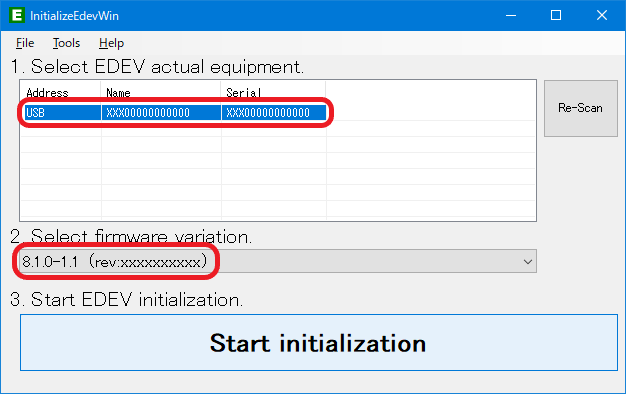 E InitializeEdevWin
File Tools Help
1. Select EDEV actual equipment.
Address Name Serial
USB XXX00000000000 XXX00000000000
Re-Scan
2. Select firmware variation.
8.1.0-1.1 (rev:xxxxxxxxxx)
3. Start EDEV initialization.
Start initialization